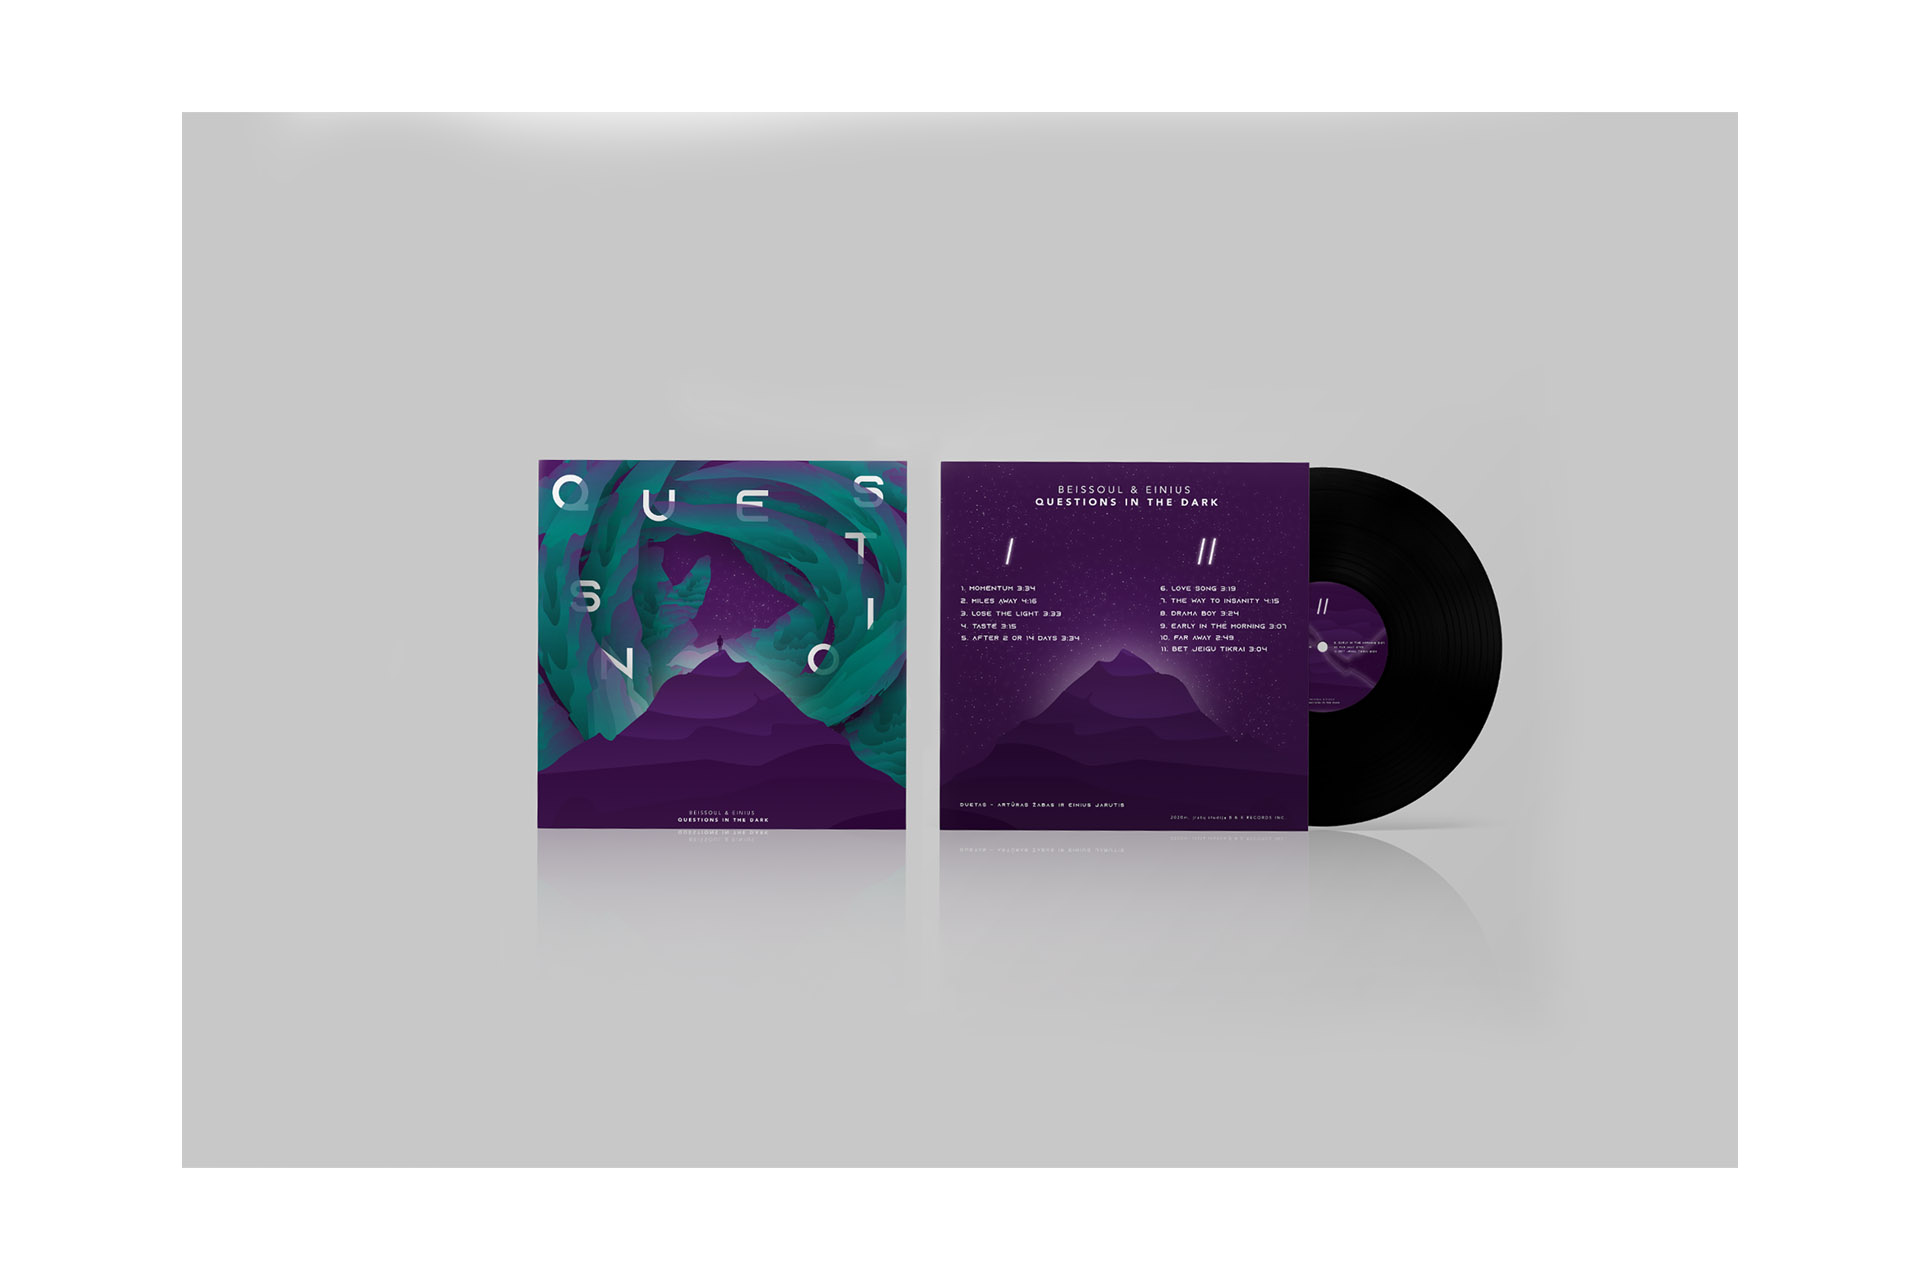 QUES
T
S
I
N
O
BEISSOUL & EINIUS
QUESTIONS IN THE DARK
BEISSOUL & EINIUS
QUESTIONS IN THE DARK
I
1. MOMENTUM 3:34
2. MILES AWAY 4:16
3. LOSE THE LIGHT 3:33
4. TASTE 3:15
5. AFTER 2 OR 14 DAYS 3:34
II
6. LOVE SONG 3:19
7. THE WAY TO INSANITY 4:15
8. DRAMA BOY 3:24
9. EARLY IN THE MORNING 3:07
10. FAR AWAY 2:49
11. BET JEIGU TIKRAI 3:04
DUETAS - ARTŪRAS ŽABAS IR EINIUS JARUTIS
2020m. įrašų studija B & E RECORDS INC.
II